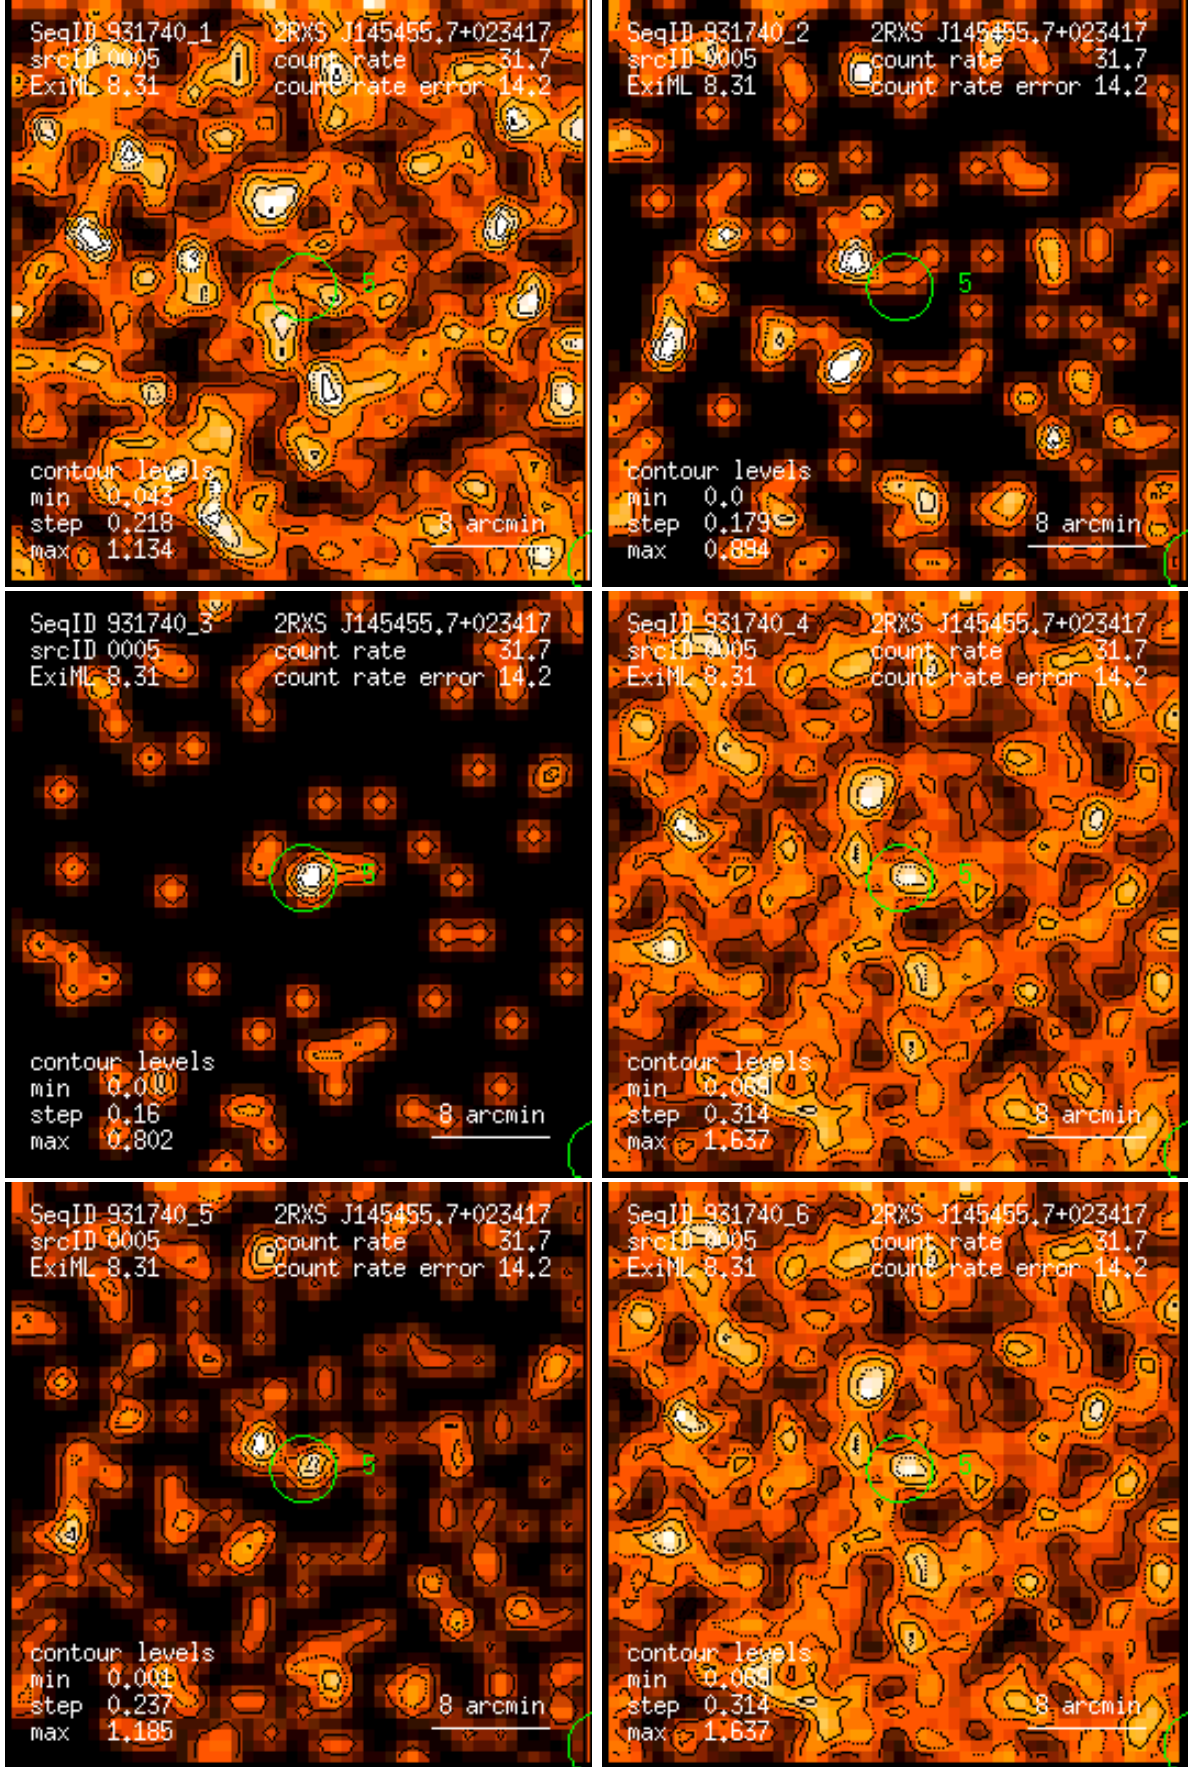 SeqID 931740_1 2RXS J145455.7+023417
srcID 0005 count rate 31.7
ExiML 8.31 count rate error 14.2
5
contour levels
min 0.043
step 0.218
max 1.134
8 arcmin
SeqID 931740_2 2RXS J145455.7+023417
srcID 0005 count rate 31.7
ExiML 8.31 count rate error 14.2
5
contour levels
min 0.0
step 0.179
max 0.894
8 arcmin
SeqID 931740_3 2RXS J145455.7+023417
srcID 0005 count rate 31.7
ExiML 8.31 count rate error 14.2
5
contour levels
min 0.0
step 0.16
max 0.802
8 arcmin
SeqID 931740_4 2RXS J145455.7+023417
srcID 0005 count rate 31.7
ExiML 8.31 count rate error 14.2
5
contour levels
min 0.069
step 0.314
max 1.637
8 arcmin
SeqID 931740_5 2RXS J145455.7+023417
srcID 0005 count rate 31.7
ExiML 8.31 count rate error 14.2
5
contour levels
min 0.001
step 0.237
max 1.185
8 arcmin
SeqID 931740_6 2RXS J145455.7+023417
srcID 0005 count rate 31.7
ExiML 8.31 count rate error 14.2
5
contour levels
min 0.069
step 0.314
max 1.637
8 arcmin